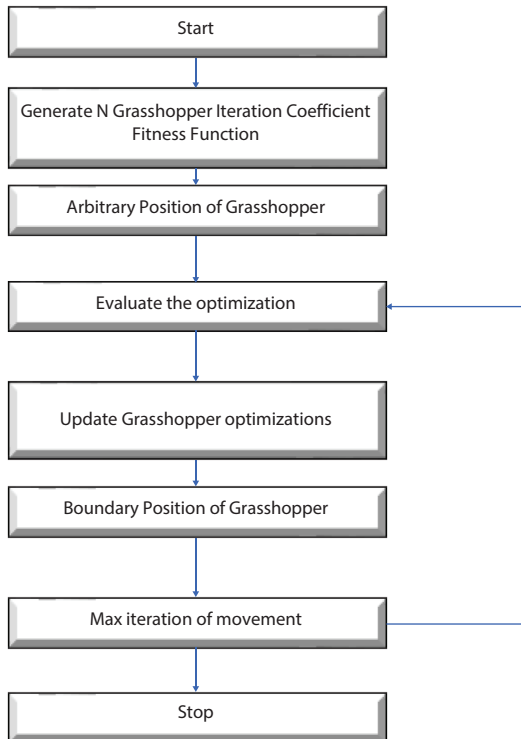 Start
Generate N Grasshopper Iteration Coefficient
Fitness Function
Arbitrary Position of Grasshopper
Evaluate the optimization
Update Grasshopper optimizations
Boundary Position of Grasshopper
Max iteration of movement
Stop